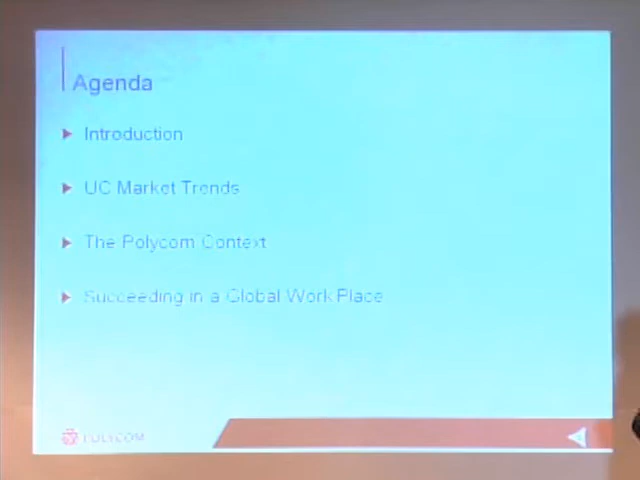 Agenda
Introduction
UC Market Trends
The Polycom Context
Succeeding in a Global Work Place
POLYCOM